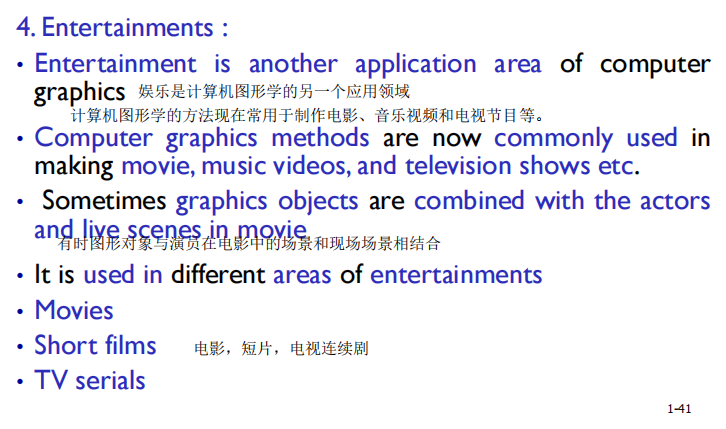 4. Entertainments :
• Entertainment is another application area of computer
graphics 娱乐是计算机图形学的另一个应用领域
计算机图形学的方法现在常用于制作电影、音乐视频和电视节目等。
• Computer graphics methods are now commonly used in
making movie, music videos, and television shows etc.
• Sometimes graphics objects are combined with the actors
and live scenes in movie
有时图形对象与演员在电影中的场景和现场场景相结合
• It is used in different areas of entertainments
• Movies
• Short films 电影，短片，电视连续剧
• TV serials
1-41